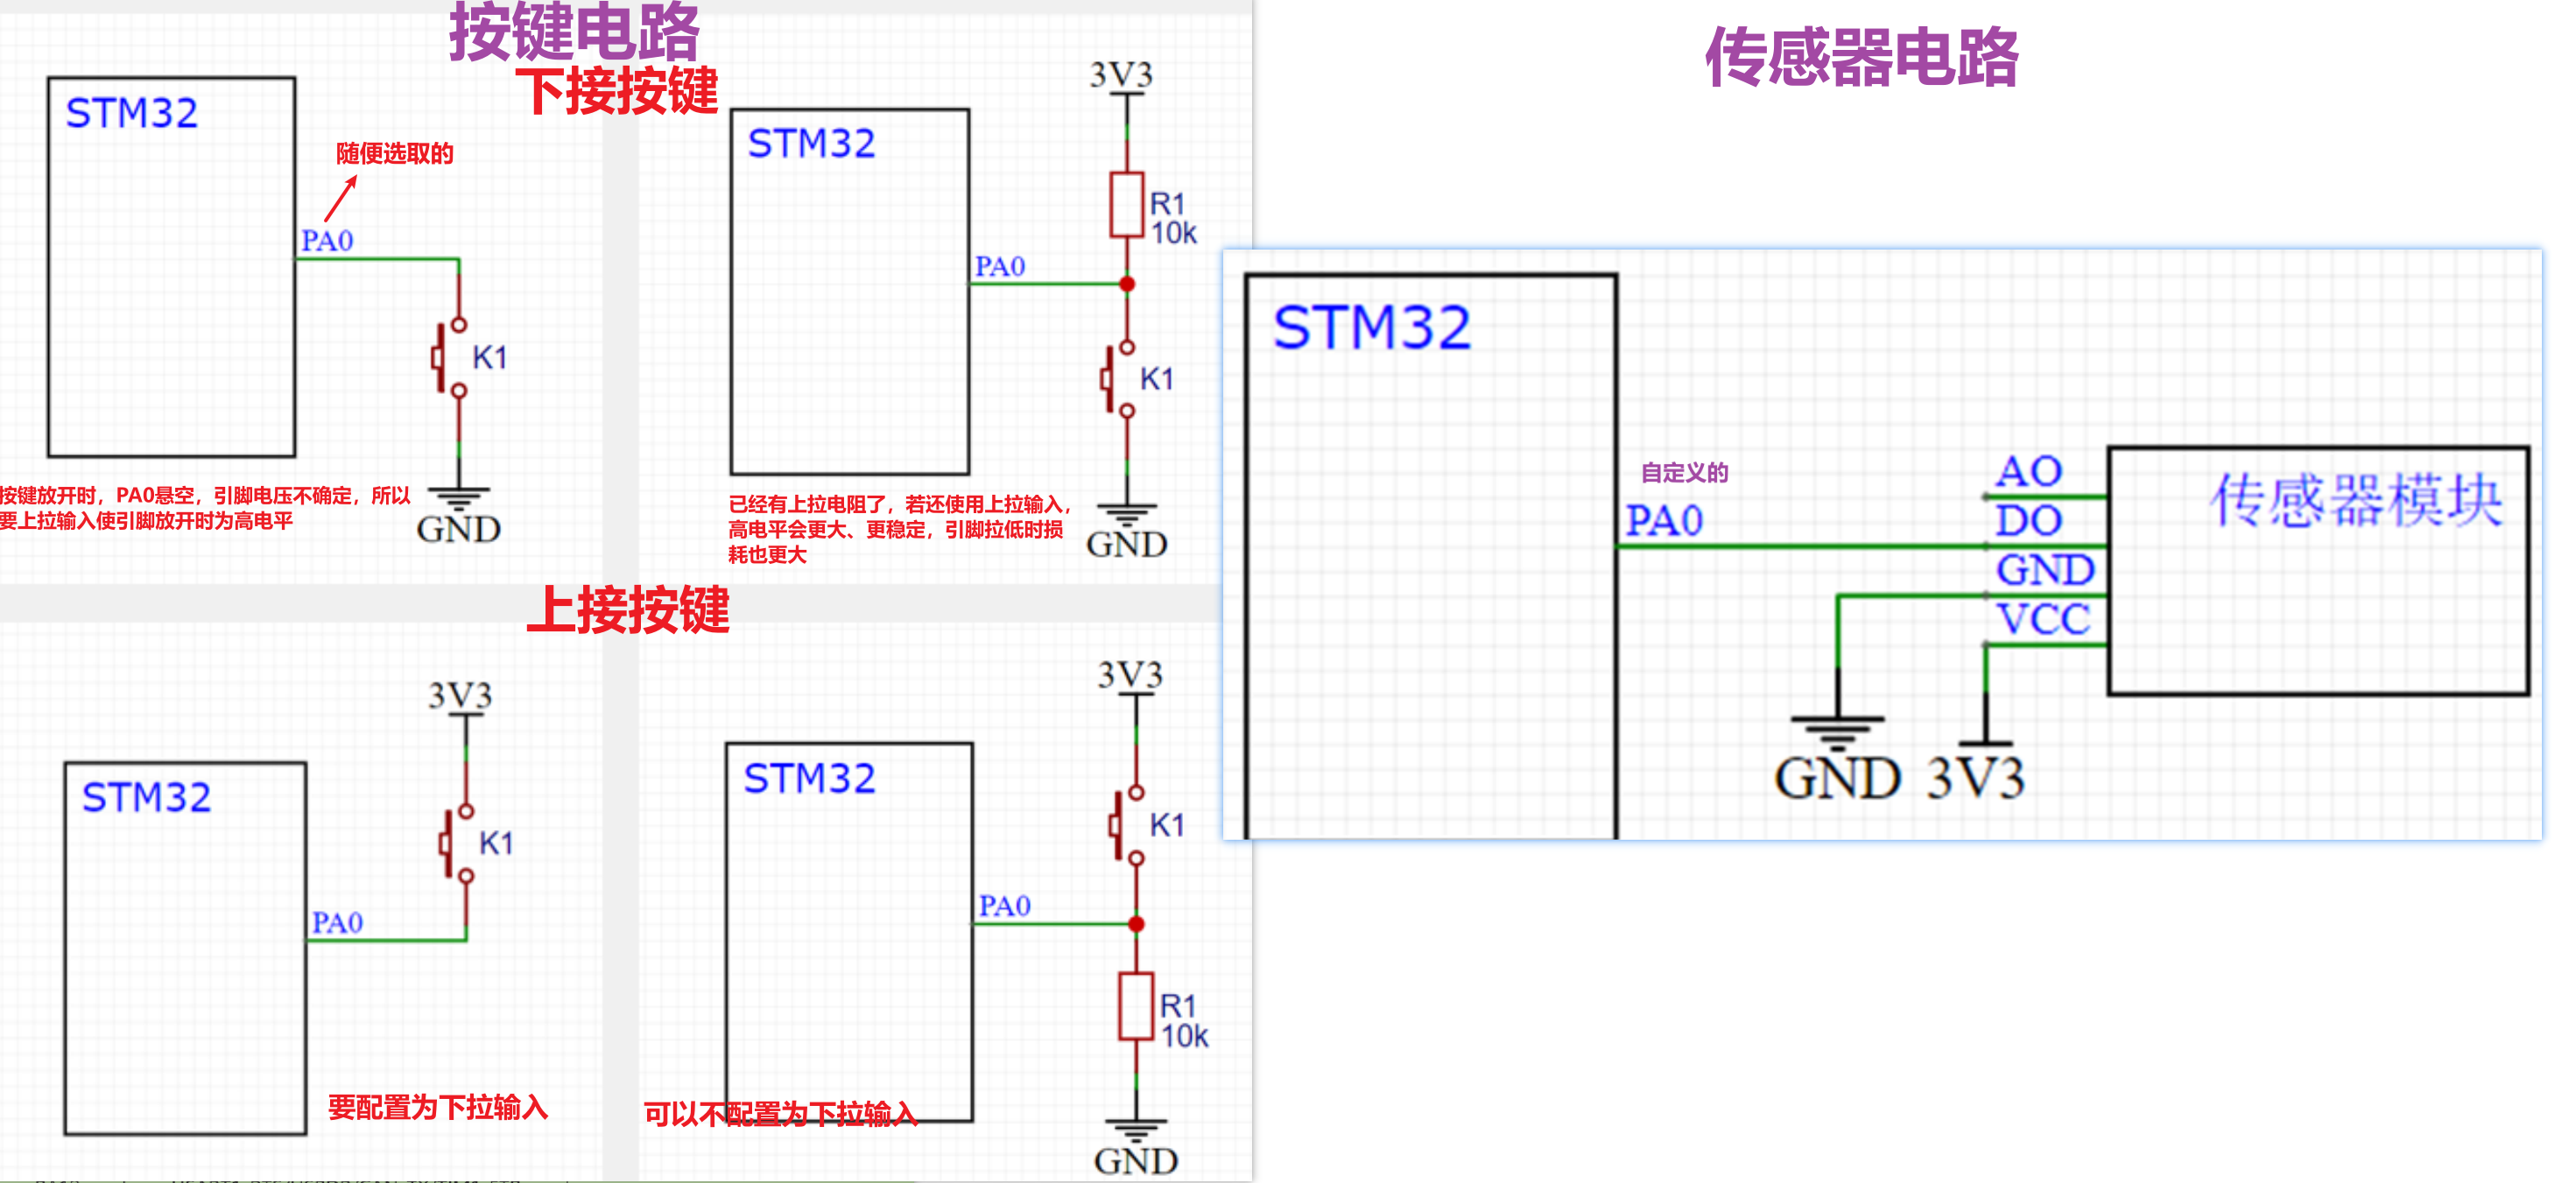 按键电路
下接按键
传感器电路
STM32
随便选取的
PA0
K1
GND
按键放开时，PA0悬空，引脚电压不确定，所以
要上拉输入使引脚放开时为高电平
3V3
STM32
R1
10k
PA0
K1
GND
已经有上拉电阻了，若还使用上拉输入，
高电平会更大、更稳定，引脚拉低时损
耗也更大
上接按键
3V3
STM32
K1
PA0
要配置为下拉输入
3V3
STM32
K1
PA0
R1
10k
GND
可以不配置为下拉输入
STM32
自定义的
PA0
AO
DO
GND
VCC
传感器模块
GND
3V3